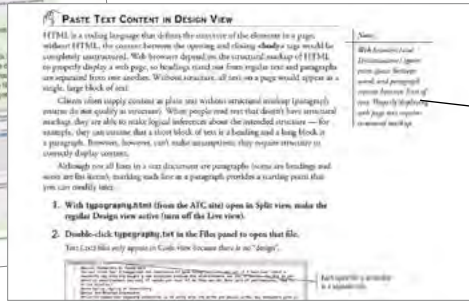 PASTE TEXT CONTENT IN DESIGN VIEW
HTML is a coding language that defines the structure of the elements in a page;
without HTML, the content between the opening and closing <body> tags would be
completely unstructured. Web browsers depend on the structural markup of HTML
to properly display a web page, so headings stand out from regular text and paragraphs
are separated from one another. Without structure, all text on a page would appear as a
single, large block of text.
Clients often supply content as plain text without structural markup (paragraph
returns do not qualify as structure). When people read text that doesn't have structural
markup, they are able to make logical inferences about the intended structure — for
example, they can assume that a short block of text is a heading and a long block is
a paragraph. Browsers, however, can't make assumptions; they require structure to
correctly display content.
Although not all lines in a text document are paragraphs (some are headings and
some are list items), marking each line as a paragraph provides a starting point that
you can modify later.
1. With typography.html (from the ATC site) open in Split view, make the
regular Design view active (turn off the Live view).
2. Double-click typography.txt in the Files panel to open that file.
Text (.txt) files only appear in Code view because there is no "design".
Note:
Web browsers (and
Dreamweaver) ignore
extra spaces between
words and paragraph
returns between lines of
text. Properly displaying
web page text requires
structural markup.